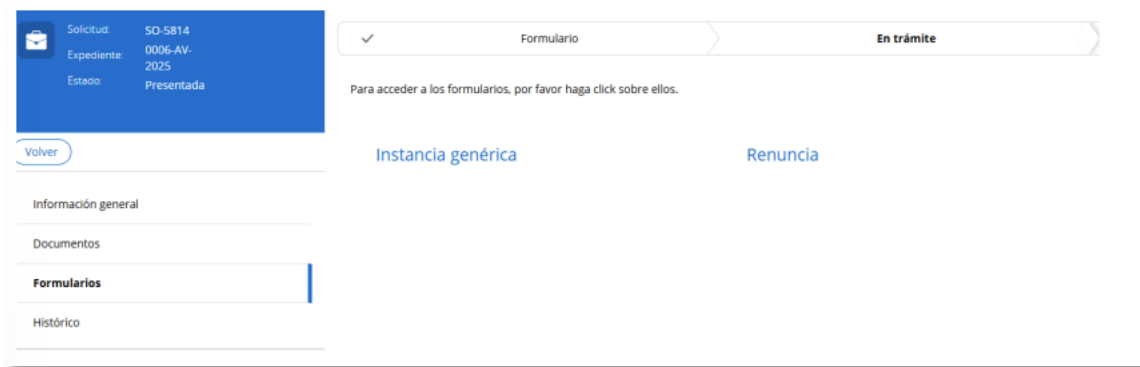 Solicitud: SO-5814
Expediente: 0006-AV-
2025
Estado: Presentada
Volver
Información general
Documentos
Formularios
Histórico
Formulario
En trámite
Para acceder a los formularios, por favor haga click sobre ellos.
Instancia genérica
Renuncia